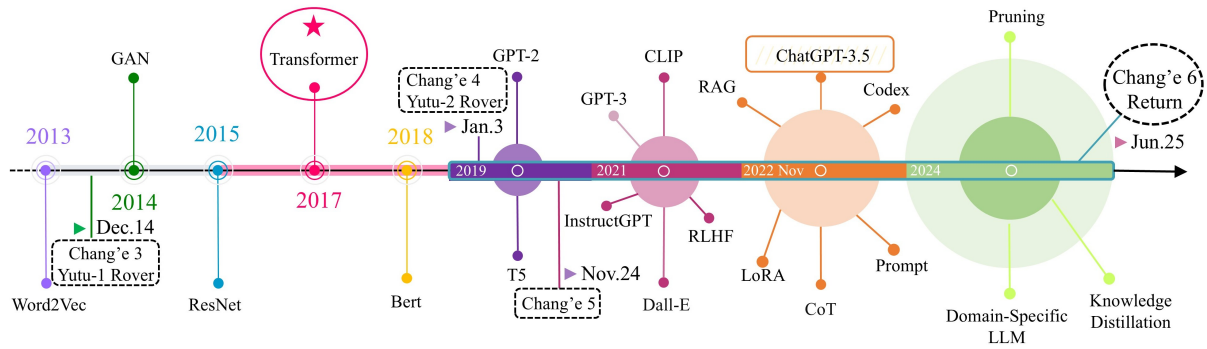 GAN
Transformer
Chang'e 4
Yutu-2 Rover
Jan.3
GPT-2
CLIP
GPT-3
ChatGPT-3.5
RAG
Codex
Pruning
Chang'e 6
Return
Jun.25
2013
2015
2018
2019
2021
2022 Nov
2024
2014
2017
Dec.14
Chang'e 3
Yutu-1 Rover
Word2Vec
ResNet
Bert
T5
Nov.24
Chang'e 5
InstructGPT
RLHF
Dall-E
LoRA
CoT
Prompt
Domain-Specific
LLM
Knowledge
Distillation